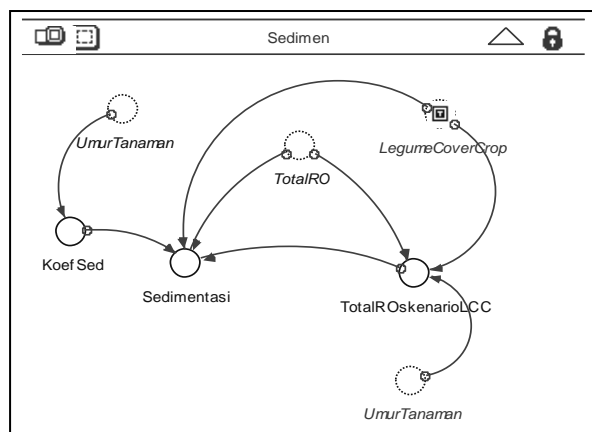 Sedimen
UmurTanaman
TotalRO
LegumeCoverCrop
T
Koef Sed
Sedimentasi
TotalROskenarioLCC
UmurTanaman